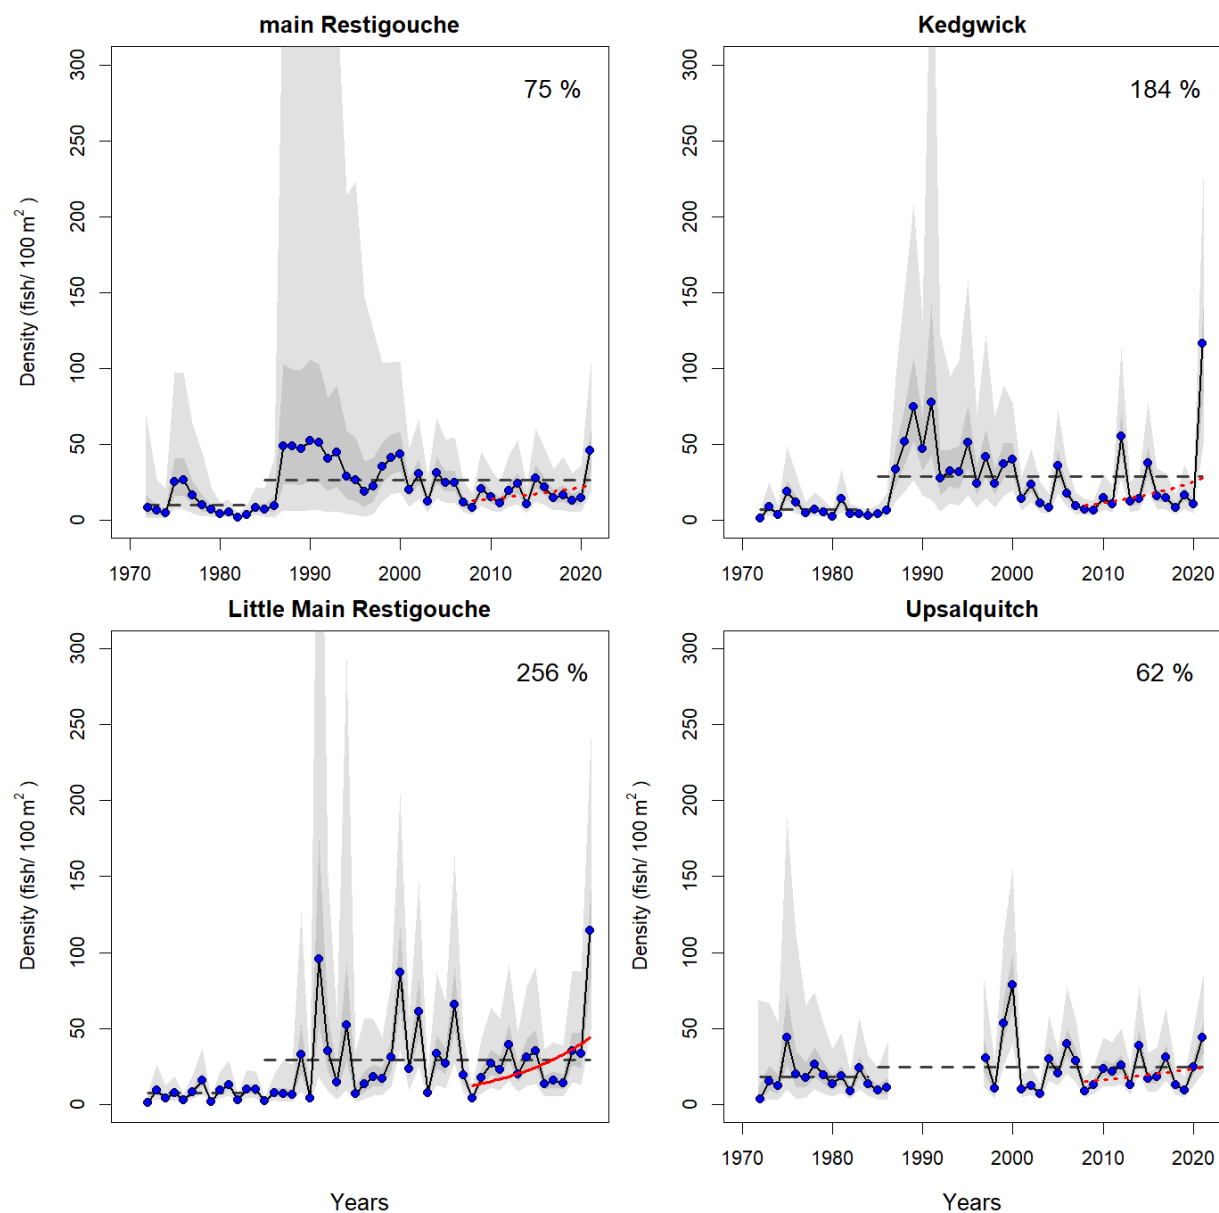 main Restigouche
Kedgwick
75 %
184 %
Density (fish/ 100 m²)
0 50 100 150 200 250 300
0 50 100 150 200 250 300
1970 1980 1990 2000 2010 2020
1970 1980 1990 2000 2010 2020
Little Main Restigouche
Upsalquitch
256 %
62 %
Density (fish/ 100 m²)
0 50 100 150 200 250 300
Density (fish/ 100 m²)
0 50 100 150 200 250 300
1970 1980 1990 2000 2010 2020
Years
Years